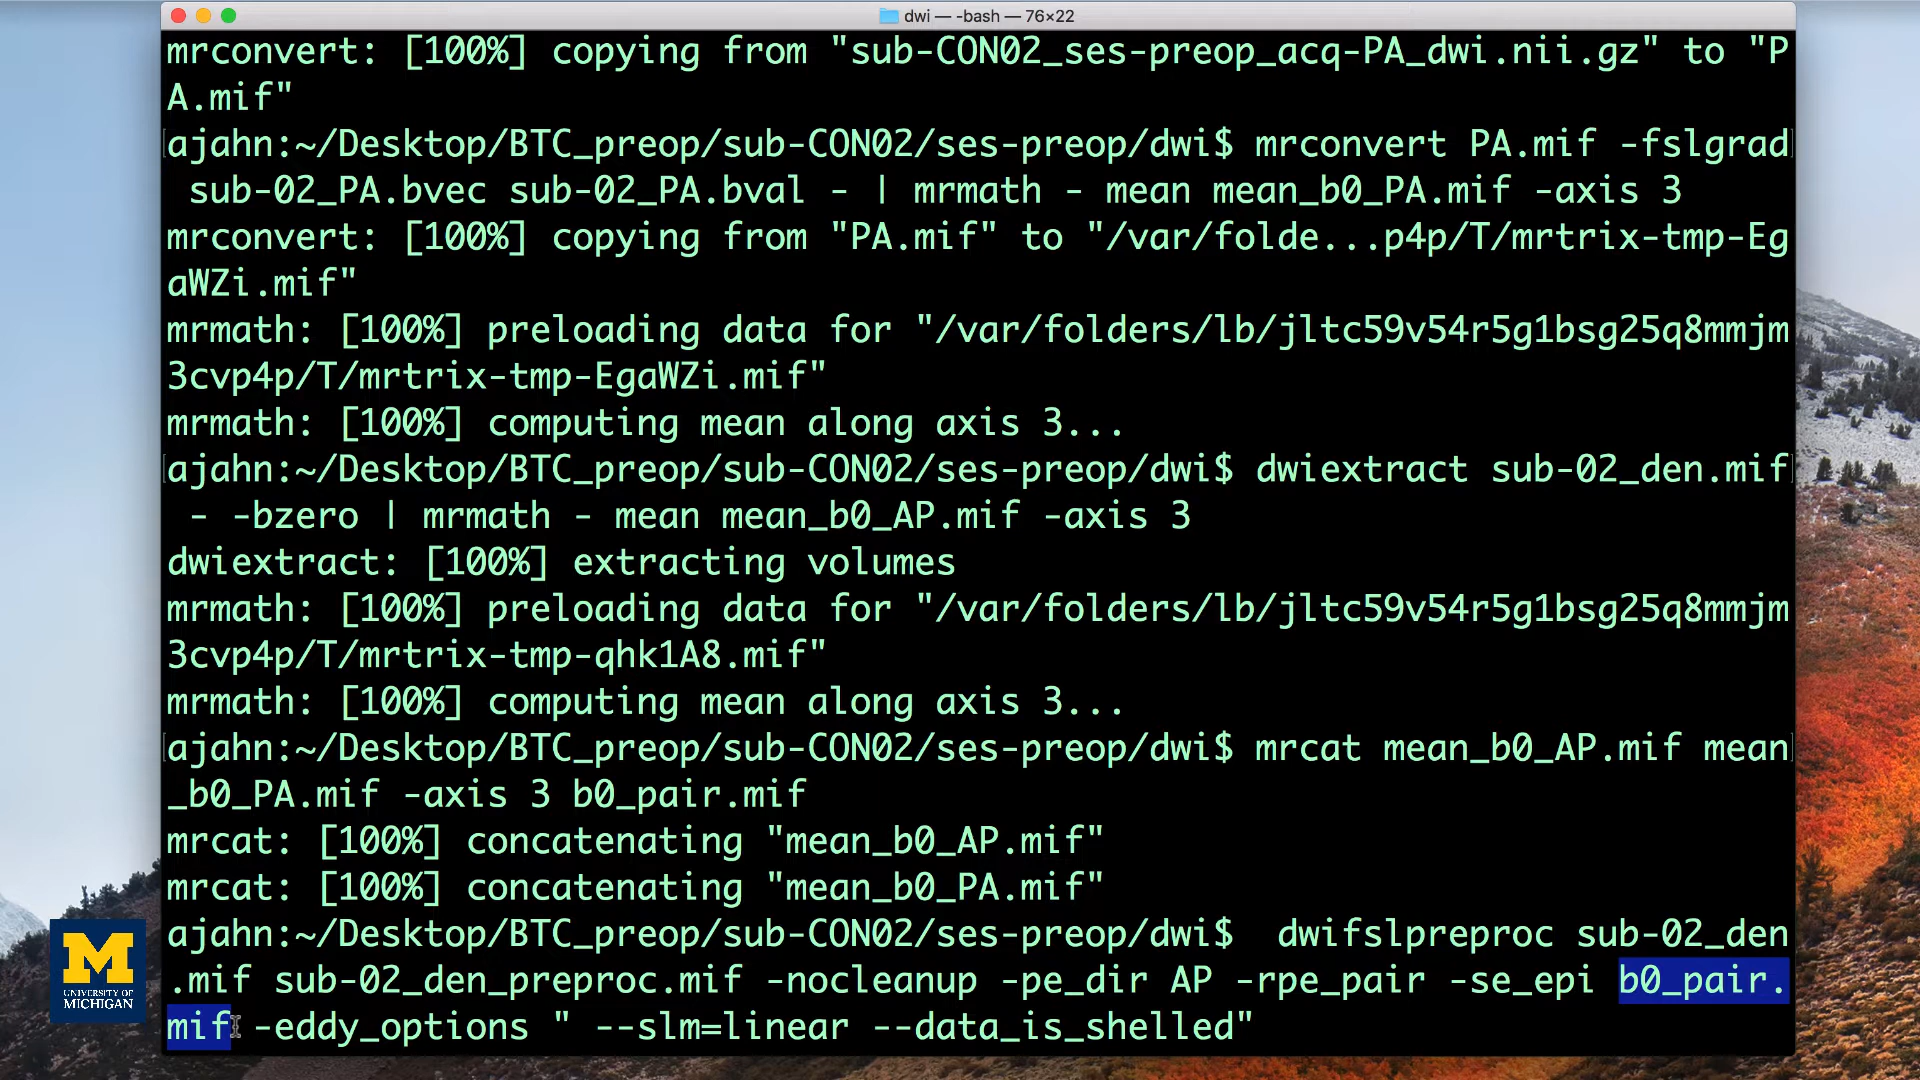 dwi — -bash — 76×22
mrconvert: [100%] copying from "sub-CON02_ses-preop_acq-PA_dwi.nii.gz" to "P
A.mif"
ajahn:~/Desktop/BTC_preop/sub-CON02/ses-preop/dwi$ mrconvert PA.mif -fslgrad
 sub-02_PA.bvec sub-02_PA.bval - | mrmath - mean mean_b0_PA.mif -axis 3
mrconvert: [100%] copying from "PA.mif" to "/var/folde...p4p/T/mrtrix-tmp-Eg
aWZi.mif"
mrmath: [100%] preloading data for "/var/folders/lb/jltc59v54r5g1bsg25q8mmjm
3cvp4p/T/mrtrix-tmp-EgaWZi.mif"
mrmath: [100%] computing mean along axis 3...
ajahn:~/Desktop/BTC_preop/sub-CON02/ses-preop/dwi$ dwiextract sub-02_den.mif
 - -bzero | mrmath - mean mean_b0_AP.mif -axis 3
dwiextract: [100%] extracting volumes
mrmath: [100%] preloading data for "/var/folders/lb/jltc59v54r5g1bsg25q8mmjm
3cvp4p/T/mrtrix-tmp-qhk1A8.mif"
mrmath: [100%] computing mean along axis 3...
ajahn:~/Desktop/BTC_preop/sub-CON02/ses-preop/dwi$ mrcat mean_b0_AP.mif mean
_b0_PA.mif -axis 3 b0_pair.mif
mrcat: [100%] concatenating "mean_b0_AP.mif"
mrcat: [100%] concatenating "mean_b0_PA.mif"
ajahn:~/Desktop/BTC_preop/sub-CON02/ses-preop/dwi$  dwifslpreproc sub-02_den
.mif sub-02_den_preproc.mif -nocleanup -pe_dir AP -rpe_pair -se_epi b0_pair.
mif -eddy_options " --slm=linear --data_is_shelled"
M
UNIVERSITY OF
MICHIGAN